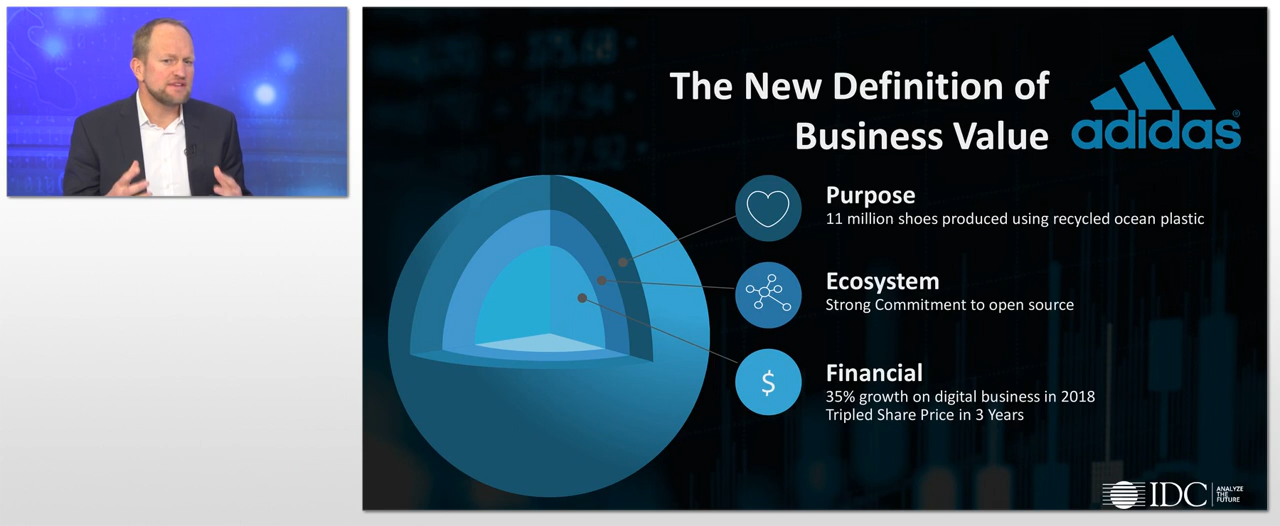 The New Definition of
Business Value
adidas®
Purpose
11 million shoes produced using recycled ocean plastic
Ecosystem
Strong Commitment to open source
$
Financial
35% growth on digital business in 2018
Tripled Share Price in 3 Years
IDC
ANALYZE
THE
FUTURE